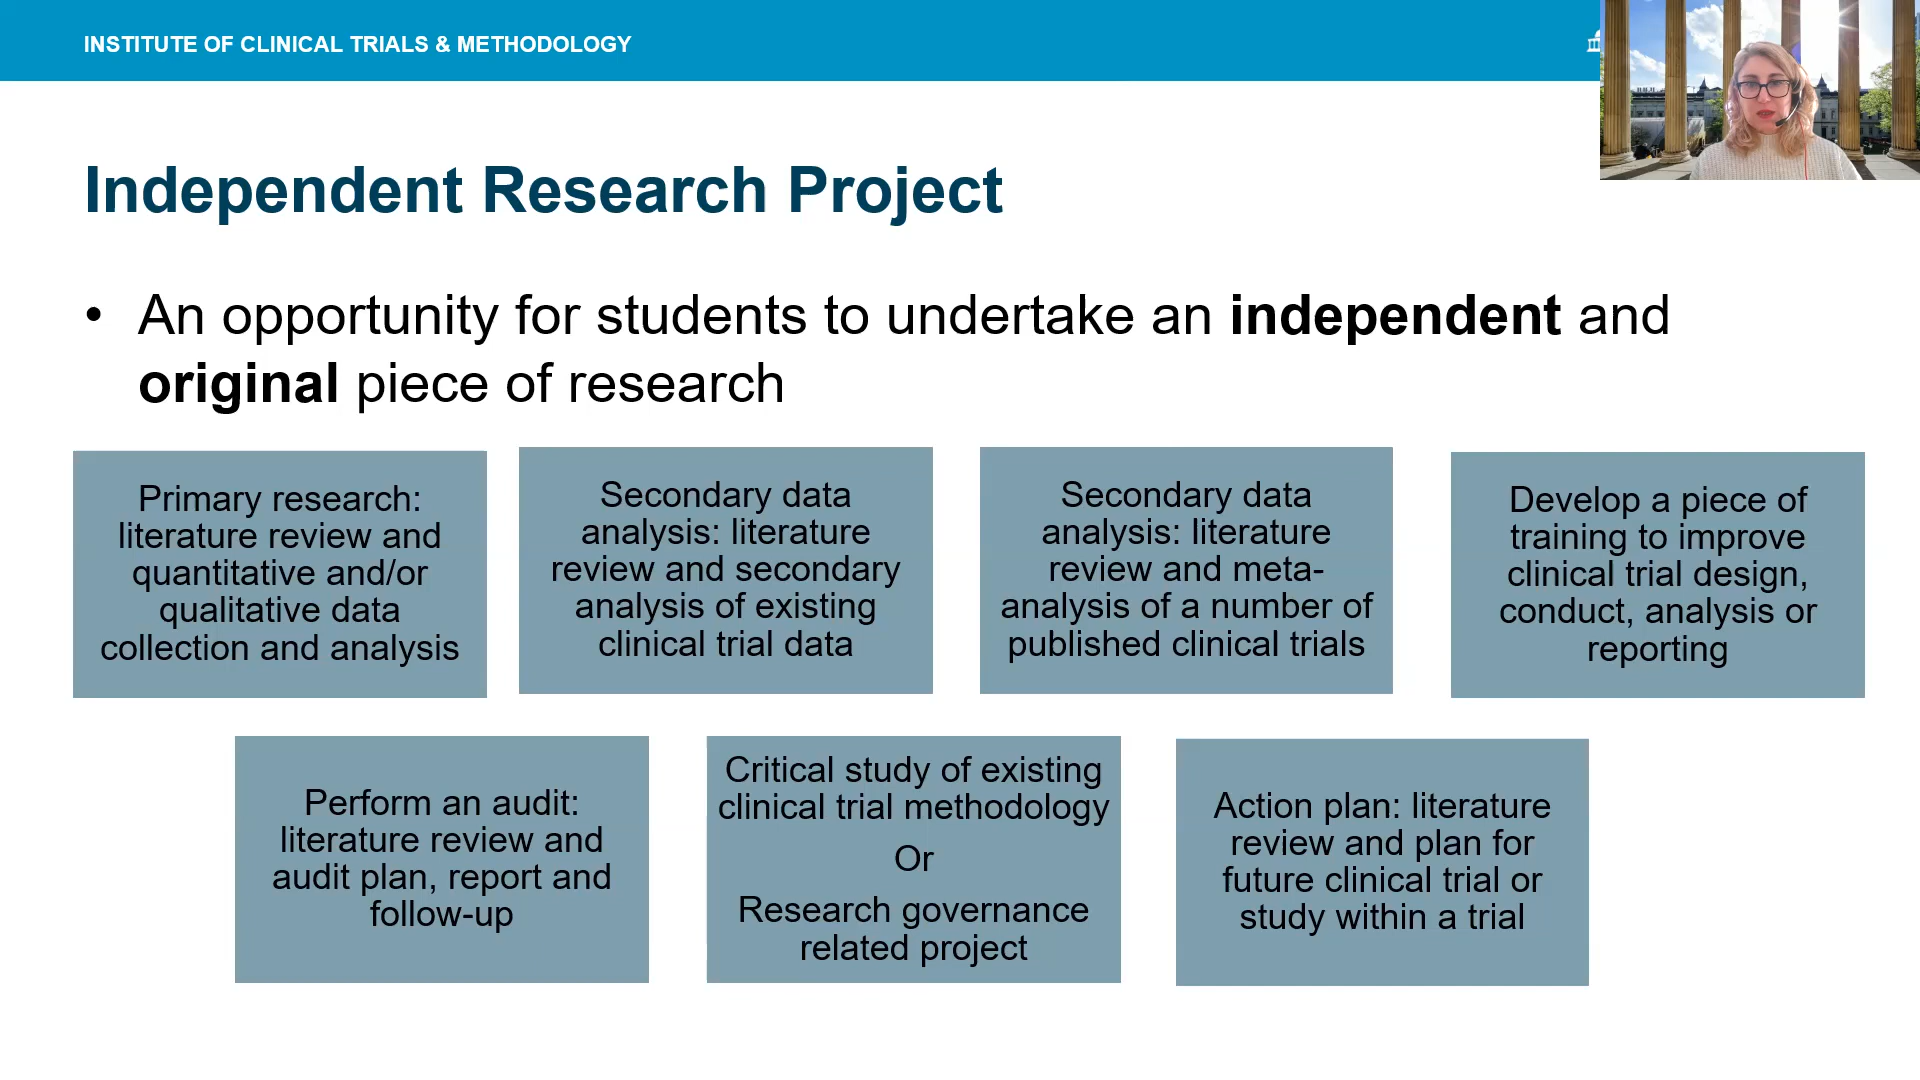 INSTITUTE OF CLINICAL TRIALS & METHODOLOGY
Independent Research Project
• An opportunity for students to undertake an independent and
original piece of research
Primary research:
literature review and
quantitative and/or
qualitative data
collection and analysis
Secondary data
analysis: literature
review and secondary
analysis of existing
clinical trial data
Secondary data
analysis: literature
review and meta-
analysis of a number of
published clinical trials
Develop a piece of
training to improve
clinical trial design,
conduct, analysis or
reporting
Perform an audit:
literature review and
audit plan, report and
follow-up
Critical study of existing
clinical trial methodology
Or
Research governance
related project
Action plan: literature
review and plan for
future clinical trial or
study within a trial